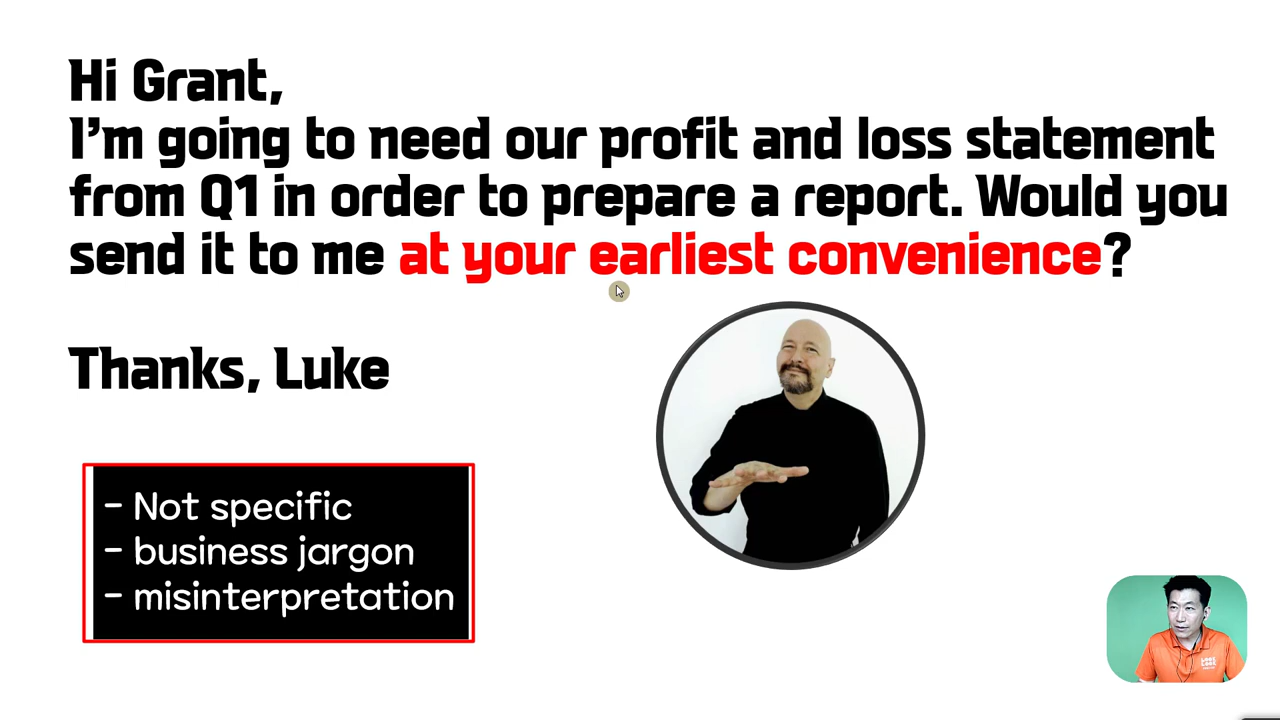 Hi Grant,
I'm going to need our profit and loss statement
from Q1 in order to prepare a report. Would you
send it to me at your earliest convenience?
Thanks, Luke
- Not specific
- business jargon
- misinterpretation